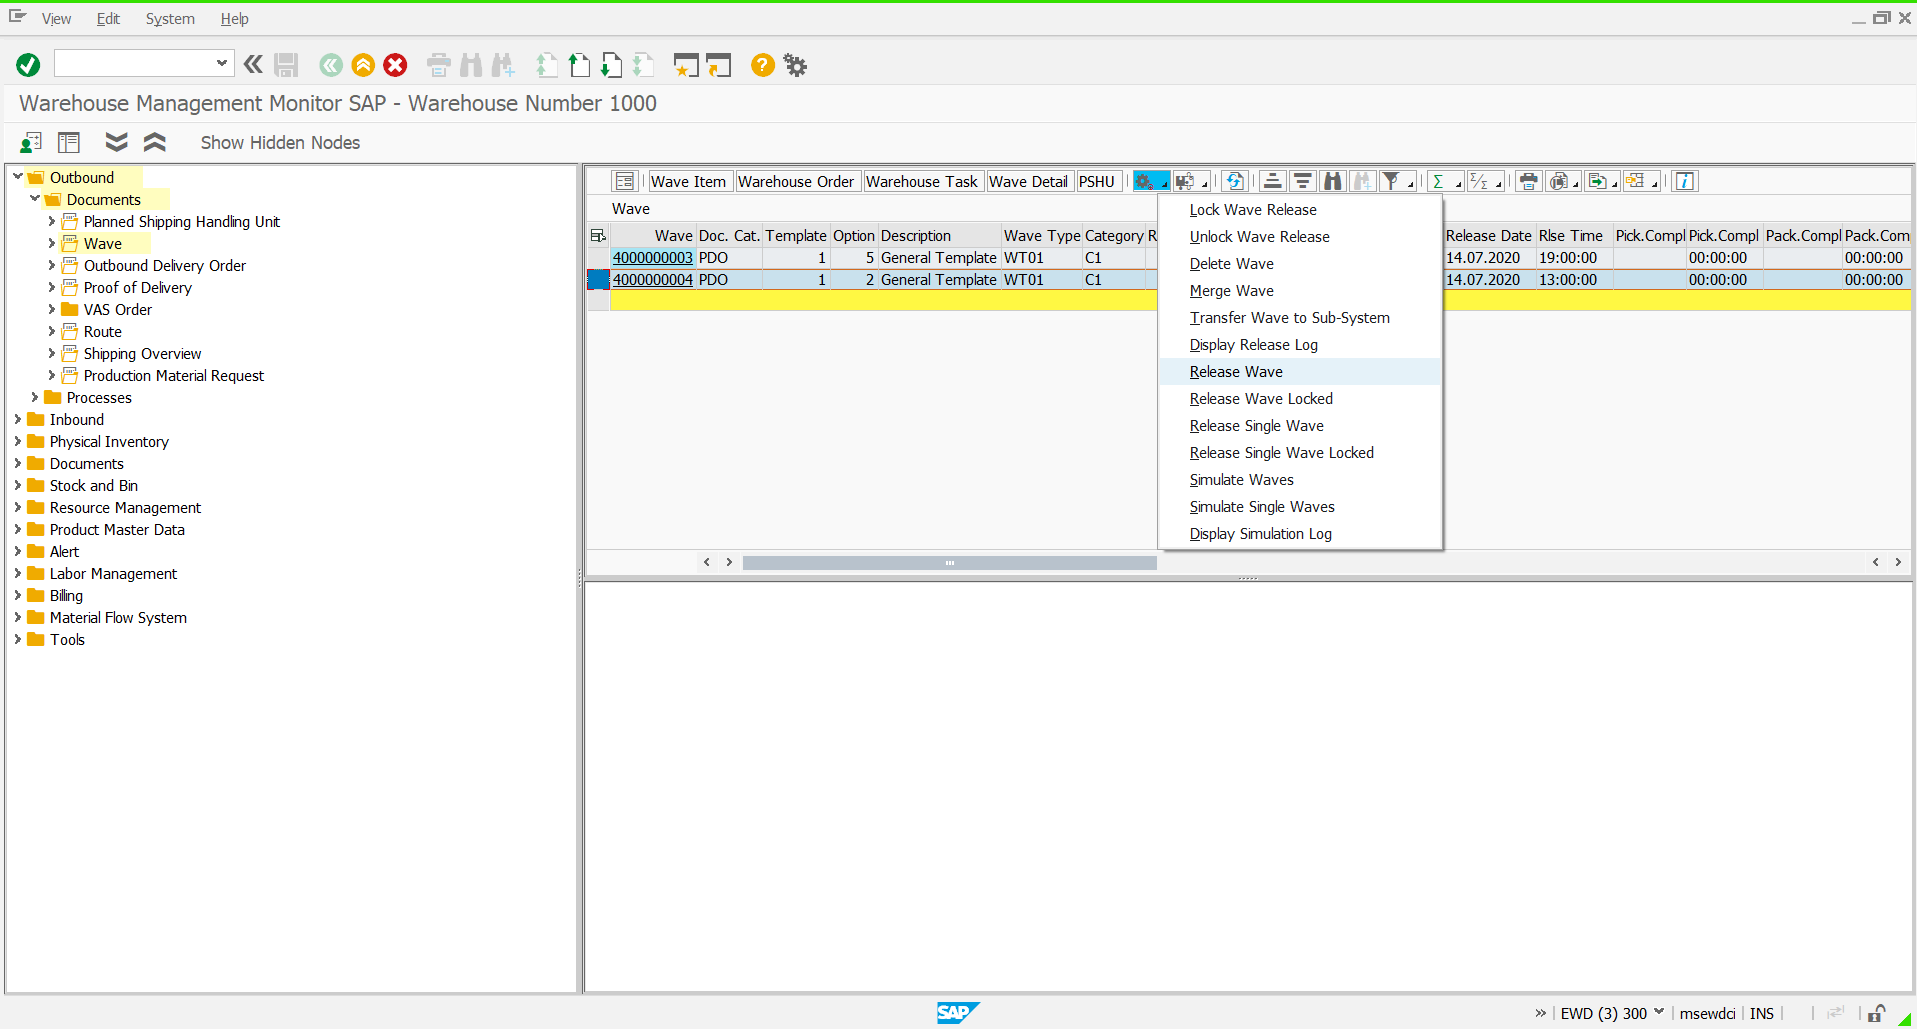 View Edit System Help
Warehouse Management Monitor SAP - Warehouse Number 1000
Show Hidden Nodes
Outbound
Documents
Planned Shipping Handling Unit
Wave
Outbound Delivery Order
Proof of Delivery
VAS Order
Route
Shipping Overview
Production Material Request
Processes
Inbound
Physical Inventory
Documents
Stock and Bin
Resource Management
Product Master Data
Alert
Labor Management
Billing
Material Flow System
Tools
Wave Item Warehouse Order Warehouse Task Wave Detail PSHU
Wave
Wave Doc. Cat. Template Option Description Wave Type Category R Release Date Rlse Time Pick.Compl Pick.Compl Pack.Compl Pack.Com
4000000003 PDO 1 5 General Template WT01 C1 14.07.2020 19:00:00 00:00:00 00:00:00
4000000004 PDO 1 2 General Template WT01 C1 14.07.2020 13:00:00 00:00:00 00:00:00
Lock Wave Release
Unlock Wave Release
Delete Wave
Merge Wave
Transfer Wave to Sub-System
Display Release Log
Release Wave
Release Wave Locked
Release Single Wave
Release Single Wave Locked
Simulate Waves
Simulate Single Waves
Display Simulation Log
SAP
EWD (3) 300 msewdci INS